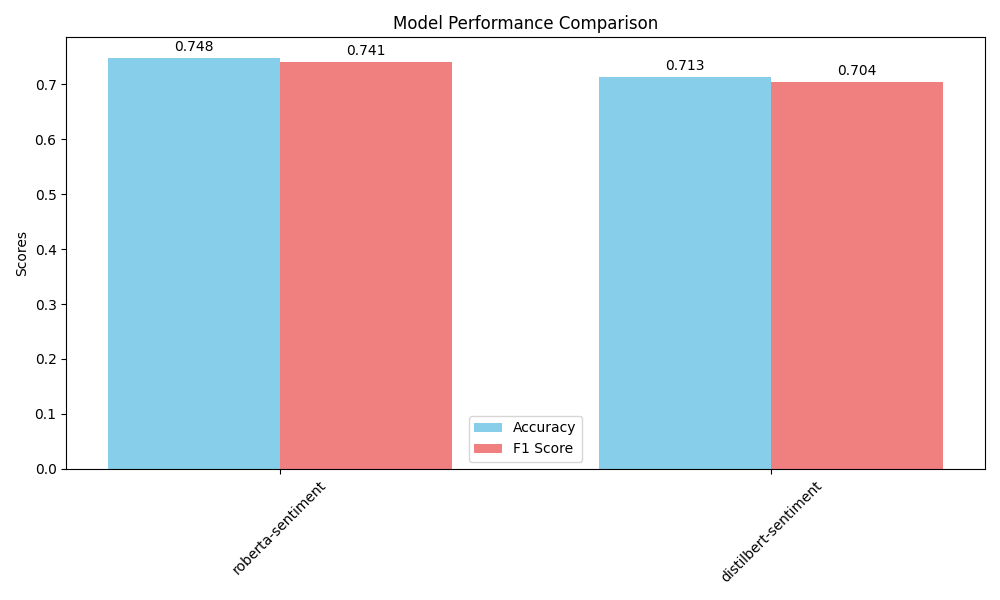 Model Performance Comparison
0.748
0.741
0.713
0.704
Scores
0.7
0.6
0.5
0.4
0.3
0.2
0.1
0.0
Accuracy
F1 Score
roberta-sentiment
distilbert-sentiment